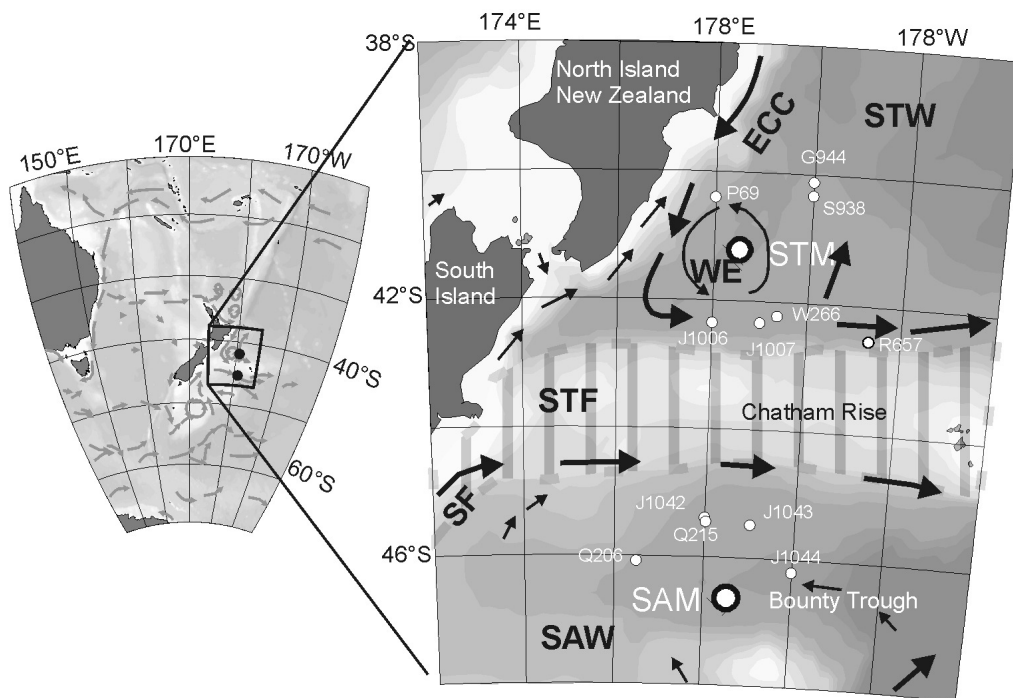 174°E
178°E
178°W
38°S
North Island
New Zealand
ECC
STW
G944
150°E
170°E
170°W
P69
S938
STM
South
Island
WE
42°S
W266
J1006
J1007
R657
40°S
STF
Chatham Rise
60°S
SF
J1042
J1043
Q215
46°S
Q206
J1044
SAM
Bounty Trough
SAW